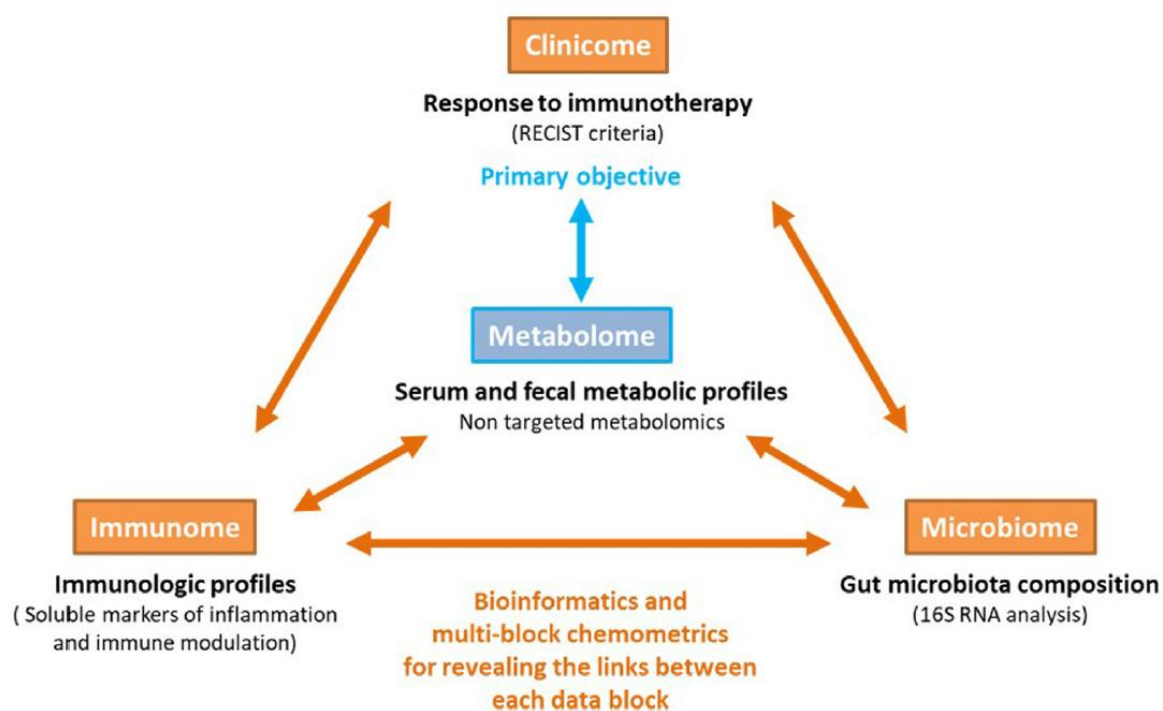 Clinicome
Response to immunotherapy
(RECIST criteria)
Primary objective
Metabolome
Serum and fecal metabolic profiles
Non targeted metabolomics
Immunome
Immunologic profiles
( Soluble markers of inflammation
and immune modulation)
Microbiome
Gut microbiota composition
(16S RNA analysis)
Bioinformatics and
multi-block chemometrics
for revealing the links between
each data block